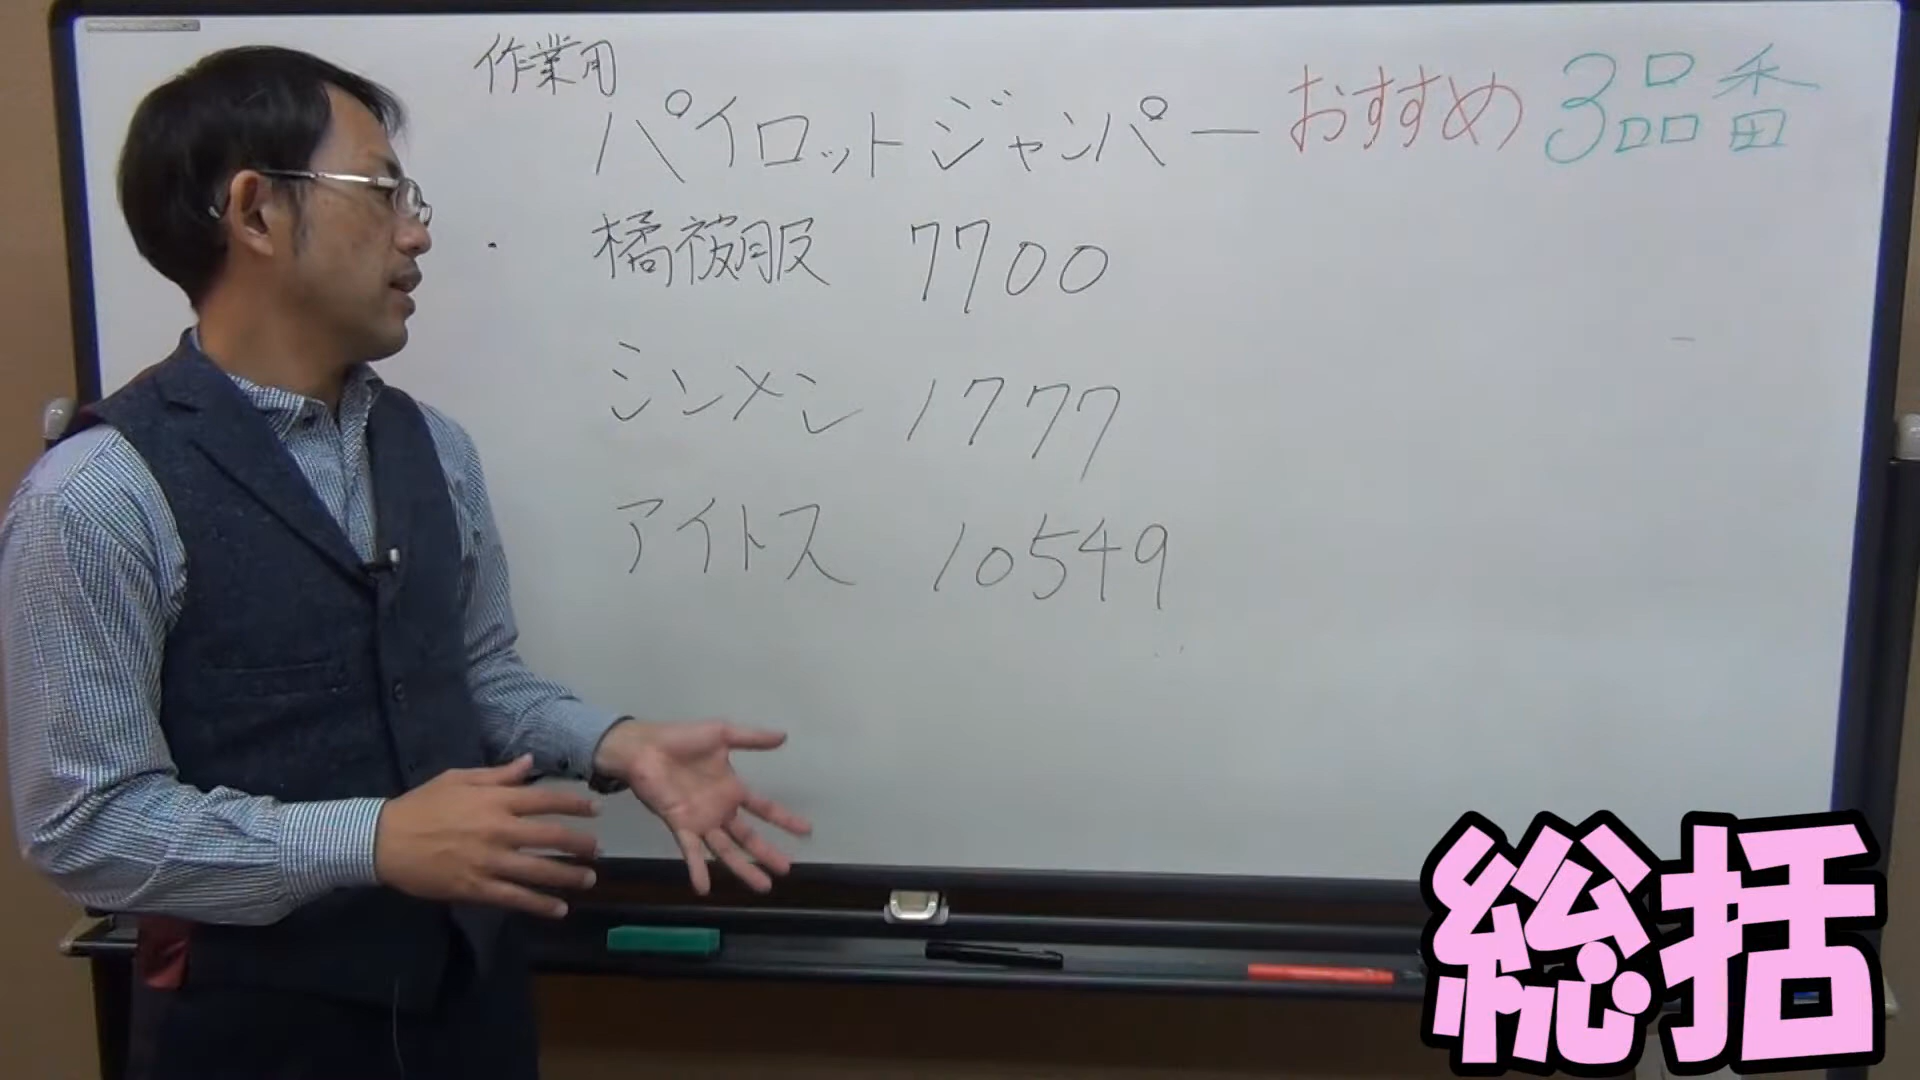 作業用
パイロットジャンパー おすすめ 3品番
橘被服 7700
シンメン 1777
アイトス 10549
総括